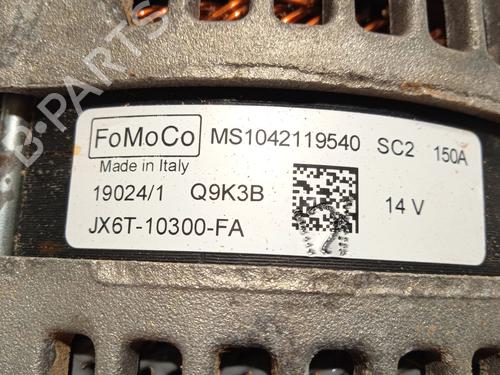 FoMoCo MS1042119540 SC2 150A
Made in Italy
19024/1 Q9K3B 14 V
JX6T-10300-FA
B-PARTS